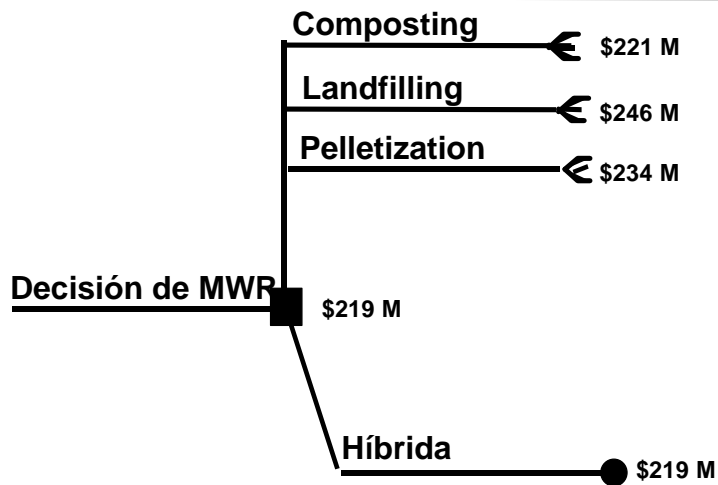 Composting
$221 M
Landfilling
$246 M
Pelletization
$234 M
Decisión de MWR
$219 M
Híbrida
$219 M